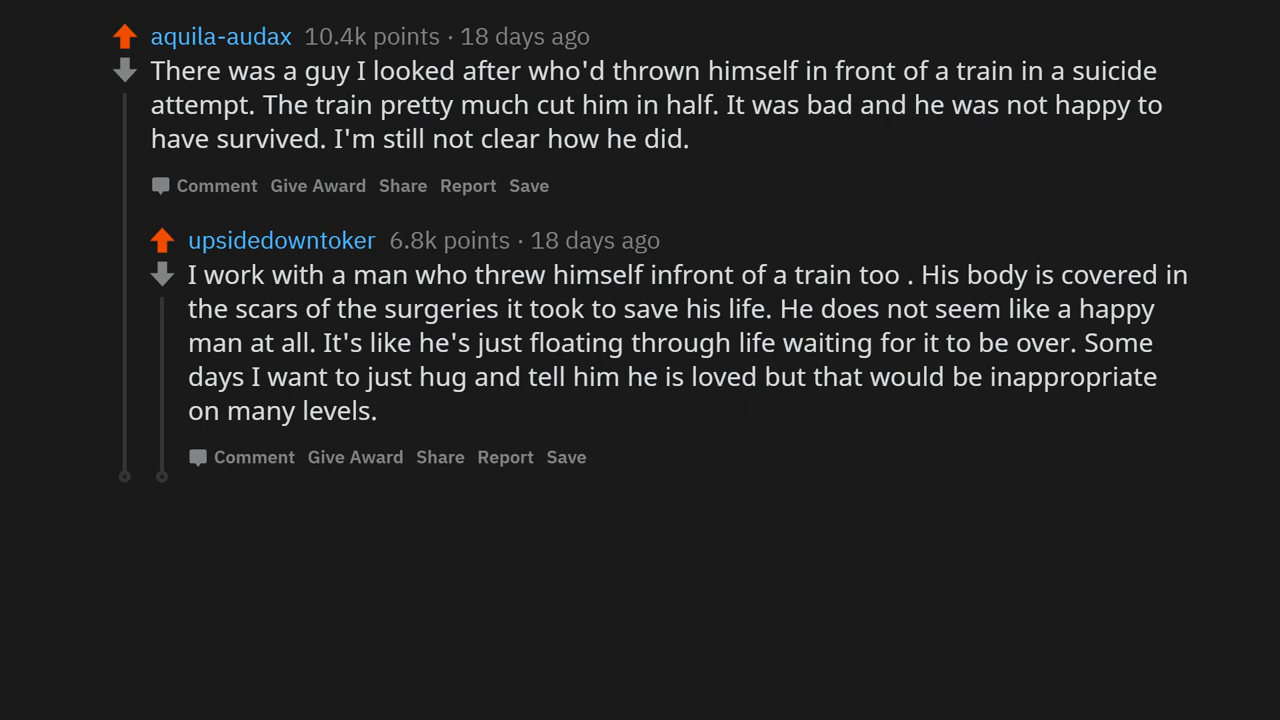 aquila-audax 10.4k points · 18 days ago
There was a guy I looked after who'd thrown himself in front of a train in a suicide
attempt. The train pretty much cut him in half. It was bad and he was not happy to
have survived. I'm still not clear how he did.
Comment Give Award Share Report Save
upsidedowntoker 6.8k points · 18 days ago
I work with a man who threw himself infront of a train too . His body is covered in
the scars of the surgeries it took to save his life. He does not seem like a happy
man at all. It's like he's just floating through life waiting for it to be over. Some
days I want to just hug and tell him he is loved but that would be inappropriate
on many levels.
Comment Give Award Share Report Save